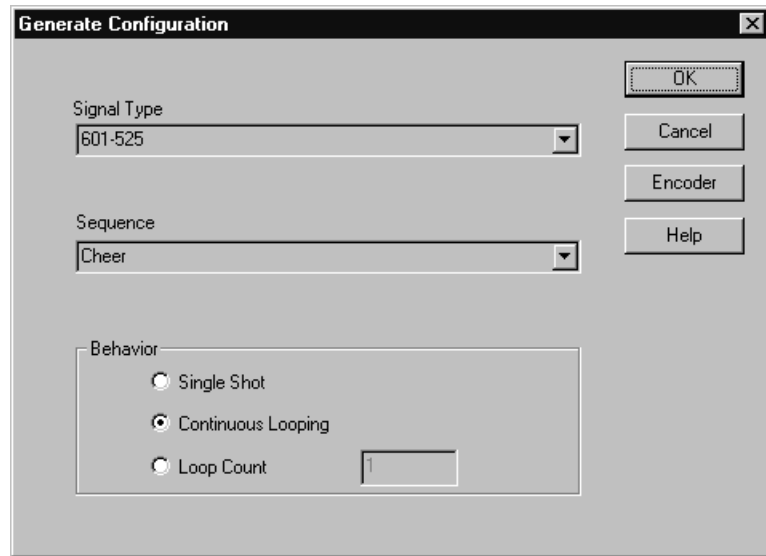 Generate Configuration
OK
Signal Type
601-525
Cancel
Encoder
Sequence
Help
Cheer
Behavior
Single Shot
Continuous Looping
Loop Count
1